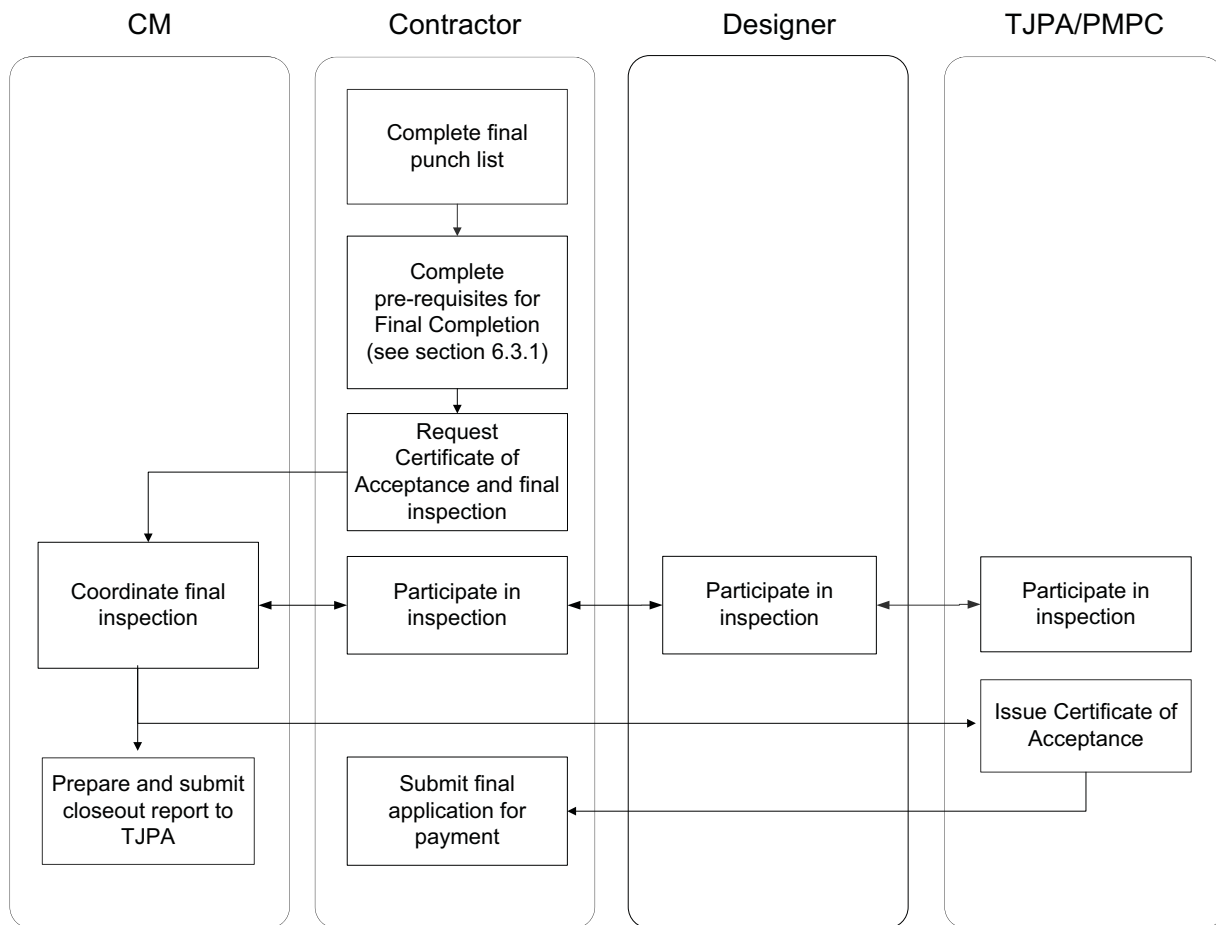 CM
Contractor
Designer
TJPA/PMPC
Complete final
punch list
Complete
pre-requisites for
Final Completion
(see section 6.3.1)
Request
Certificate of
Acceptance and final
inspection
Coordinate final
inspection
Participate in
inspection
Participate in
inspection
Participate in
inspection
Issue Certificate of
Acceptance
Prepare and submit
closeout report to
TJPA
Submit final
application for
payment